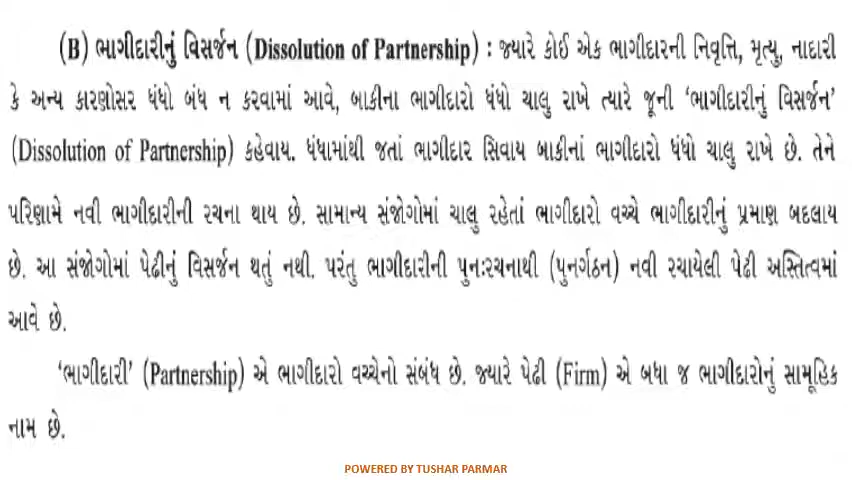 (B) ભાગીદારીનું વિસર્જન (Dissolution of Partnership) : જ્યારે કોઈ એક ભાગીદારની નિવૃત્તિ, મૃત્યુ, નાદારી
કે અન્ય કારણોસર ધંધો બંધ ન કરવામાં આવે, બાકીના ભાગીદારો ધંધો ચાલુ રાખે ત્યારે જૂની ‘ભાગીદારીનું વિસર્જન’
(Dissolution of Partnership) કહેવાય. ધંધામાંથી જતાં ભાગીદાર સિવાય બાકીનાં ભાગીદારો ધંધો ચાલુ રાખે છે. તેને
પરિણામે નવી ભાગીદારીની રચના થાય છે. સામાન્ય સંજોગોમાં ચાલુ રહેતાં ભાગીદારો વચ્ચે ભાગીદારીનું પ્રમાણ બદલાય
છે. આ સંજોગોમાં પેઢીનું વિસર્જન થતું નથી. પરંતુ ભાગીદારીની પુનઃરચનાથી (પુનર્ગઠન) નવી રચાયેલી પેઢી અસ્તિત્વમાં
આવે છે.
‘ભાગીદારી’ (Partnership) એ ભાગીદારો વચ્ચેનો સંબંધ છે. જ્યારે પેઢી (Firm) એ બધા જ ભાગીદારોનું સામૂહિક
નામ છે.
POWERED BY TUSHAR PARMAR